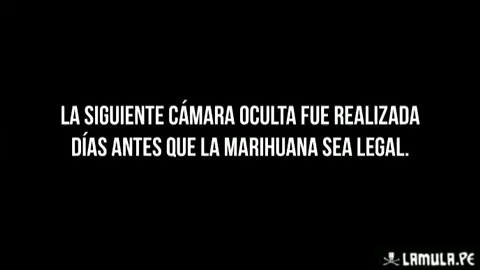 LA SIGUIENTE CÁMARA OCULTA FUE REALIZADA
DÍAS ANTES QUE LA MARIHUANA SEA LEGAL.
LAMULA.PE